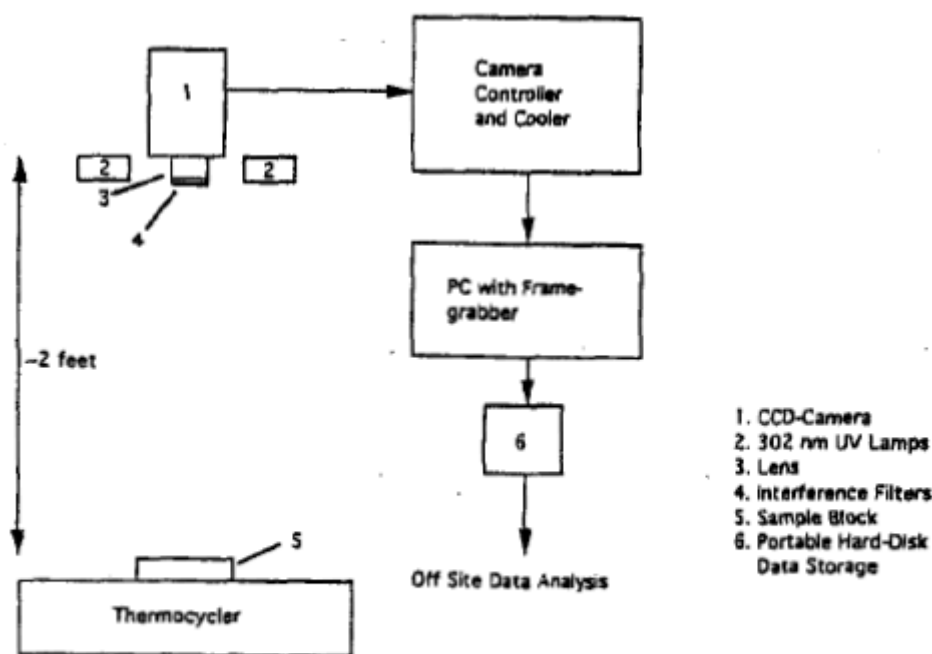 1
Camera
Controller
and Cooler
2
2
3
4
PC with Frame-
grabber
~2 feet
6
1. CCD-Camera
2. 302 nm UV Lamps
3. Lens
4. Interference Filters
5. Sample Block
6. Portable Hard-Disk
Data Storage
5
Off Site Data Analysis
Thermocycler